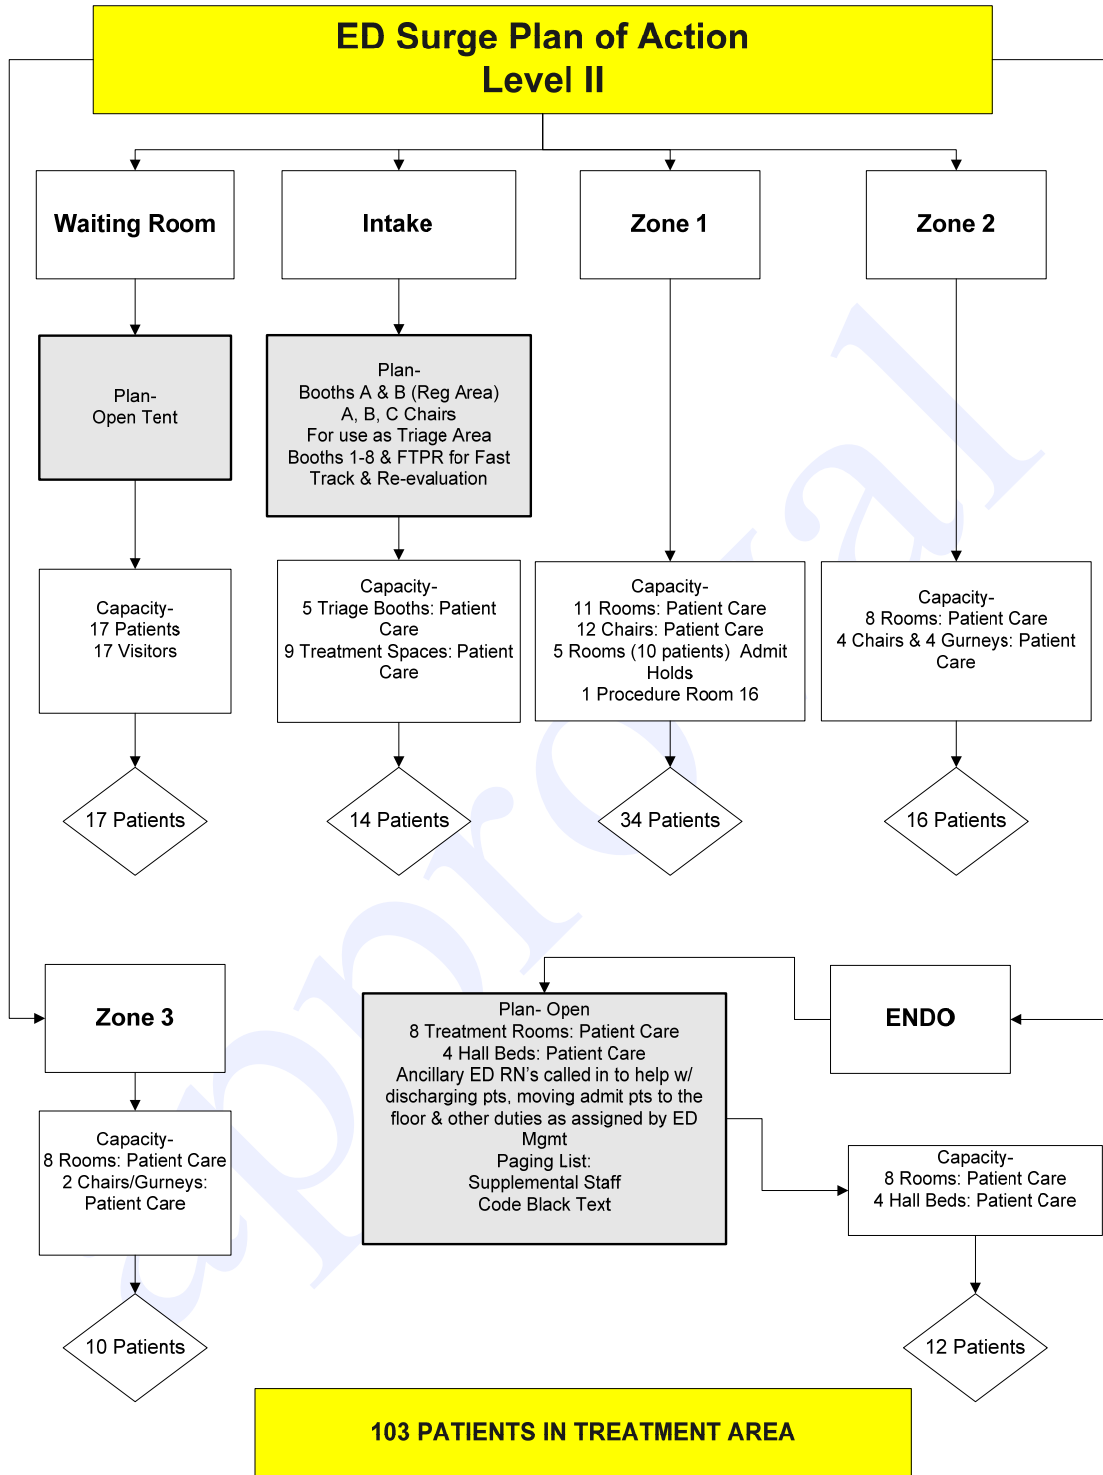 ED Surge Plan of Action
Level II
Waiting Room
Intake
Zone 1
Zone 2
Plan-
Open Tent
Plan-
Booths A & B (Reg Area)
A, B, C Chairs
For use as Triage Area
Booths 1-8 & FTPR for Fast
Track & Re-evaluation
Capacity-
17 Patients
17 Visitors
Capacity-
5 Triage Booths: Patient
Care
9 Treatment Spaces: Patient
Care
Capacity-
11 Rooms: Patient Care
12 Chairs: Patient Care
5 Rooms (10 patients) Admit
Holds
1 Procedure Room 16
Capacity-
8 Rooms: Patient Care
4 Chairs & 4 Gurneys: Patient
Care
17 Patients
14 Patients
34 Patients
16 Patients
Zone 3
Plan- Open
8 Treatment Rooms: Patient Care
4 Hall Beds: Patient Care
Ancillary ED RN's called in to help w/
discharging pts, moving admit pts to the
floor & other duties as assigned by ED
Mgmt
Paging List:
Supplemental Staff
Code Black Text
ENDO
Capacity-
8 Rooms: Patient Care
2 Chairs/Gurneys:
Patient Care
Capacity-
8 Rooms: Patient Care
4 Hall Beds: Patient Care
10 Patients
12 Patients
103 PATIENTS IN TREATMENT AREA
approval